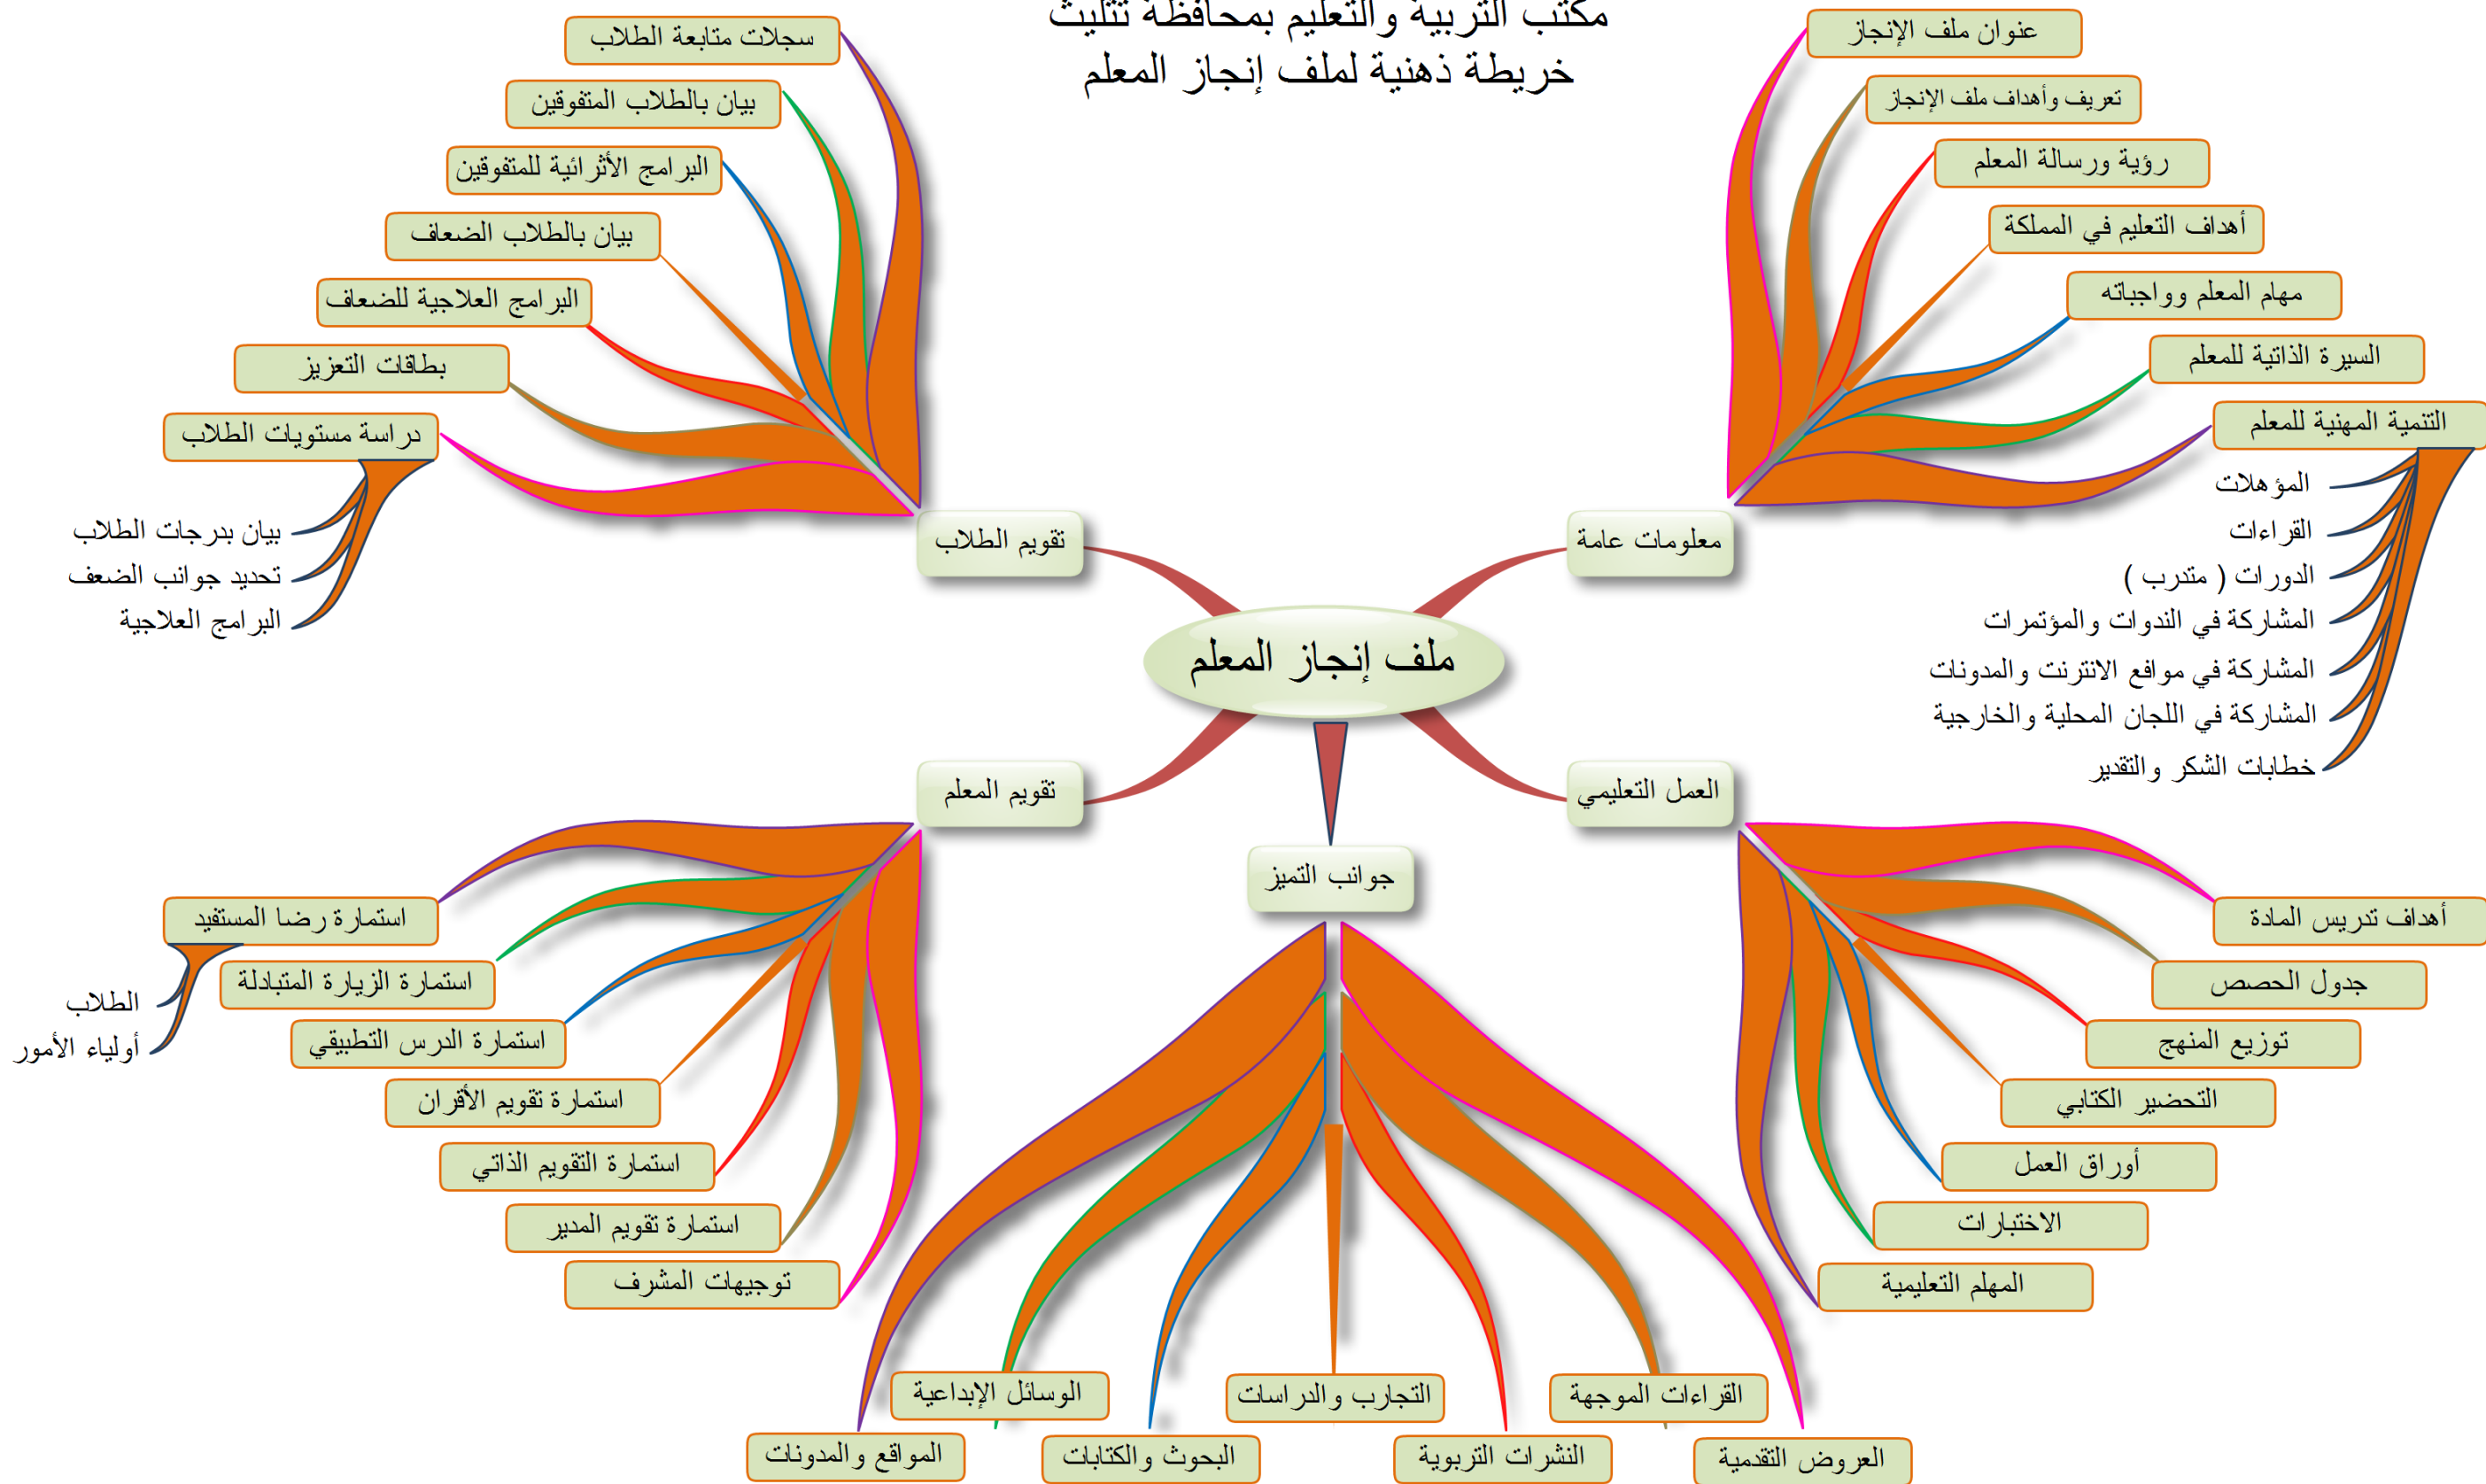 مكتب التربية والتعليم بمحافظة تثليث
خريطة ذهنية لملف إنجاز المعلم
ملف إنجاز المعلم
معلومات عامة
عنوان ملف الإنجاز
تعريف وأهداف ملف الإنجاز
رؤية ورسالة المعلم
أهداف التعليم في المملكة
مهام المعلم وواجباته
السيرة الذاتية للمعلم
التنمية المهنية للمعلم
المؤهلات
القراءات
الدورات ( متدرب )
المشاركة في الندوات والمؤتمرات
المشاركة في مواقع الانترنت والمدونات
المشاركة في اللجان المحلية والخارجية
خطابات الشكر والتقدير
العمل التعليمي
أهداف تدريس المادة
جدول الحصص
توزيع المنهج
التحضير الكتابي
أوراق العمل
الاختبارات
المهلم التعليمية
جوانب التميز
العروض التقدمية
القراءات الموجهة
النشرات التربوية
التجارب والدراسات
البحوث والكتابات
الوسائل الإبداعية
المواقع والمدونات
تقويم المعلم
استمارة رضا المستفيد
الطلاب
أولياء الأمور
استمارة الزيارة المتبادلة
استمارة الدرس التطبيقي
استمارة تقويم الأقران
استمارة التقويم الذاتي
استمارة تقويم المدير
توجيهات المشرف
تقويم الطلاب
سجلات متابعة الطلاب
بيان بالطلاب المتفوقين
البرامج الأثرائية للمتفوقين
بيان بالطلاب الضعاف
البرامج العلاجية للضعاف
بطاقات التعزيز
دراسة مستويات الطلاب
بيان بدرجات الطلاب
تحديد جوانب الضعف
البرامج العلاجية